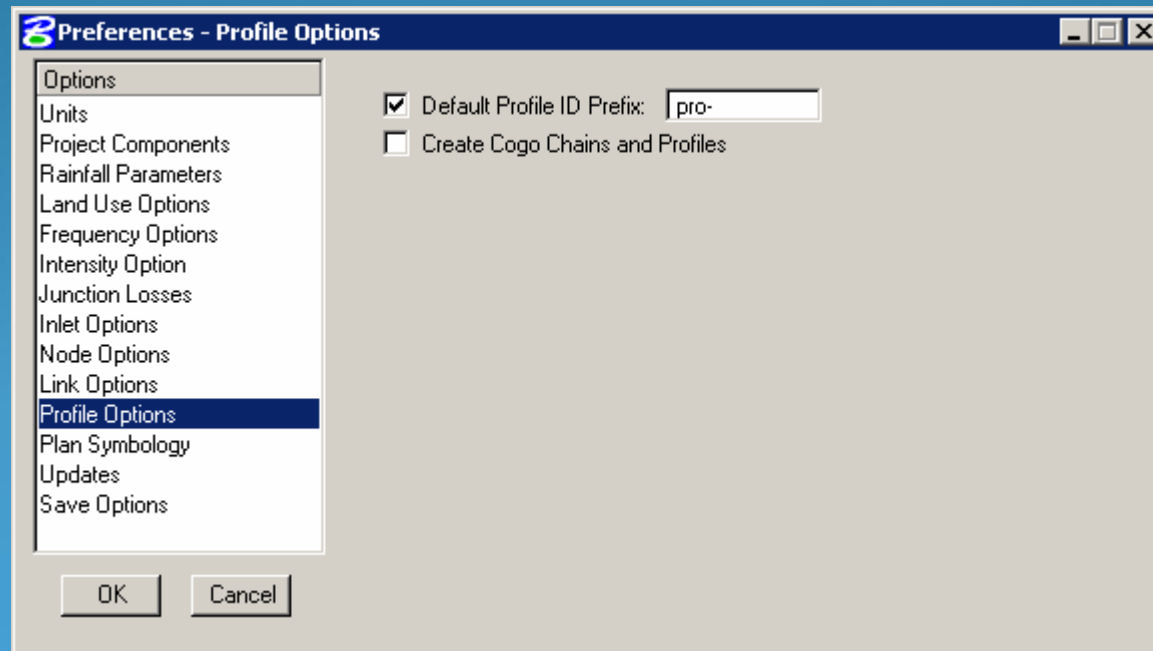 Preferences - Profile Options
Options
Units
Project Components
Rainfall Parameters
Land Use Options
Frequency Options
Intensity Option
Junction Losses
Inlet Options
Node Options
Link Options
Profile Options
Plan Symbology
Updates
Save Options
Default Profile ID Prefix: pro-
Create Cogo Chains and Profiles
OK Cancel